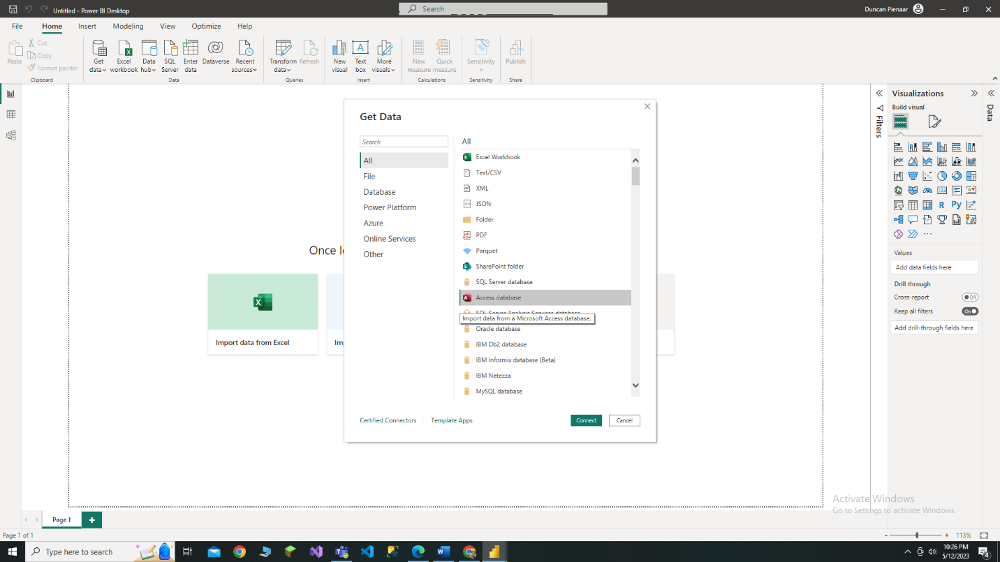 Untitled - Power BI Desktop
Search
Duncan Pienaar
File
Home
Insert
Modeling
View
Optimize
Help
Paste
Cut
Copy
Format painter
Clipboard
Get data
Excel workbook
Data hub
SQL Server
Enter data
Dataverse
Recent sources
Data
Transform data
Refresh
Queries
New visual
Text box
More visuals
Insert
New measure
Quick measure
Calculations
Sensitivity
Sensitivity
Publish
Share
Once lo
Import data from Excel
Im
Get Data
Search
All
File
Database
Power Platform
Azure
Online Services
Other
All
Excel Workbook
Text/CSV
XML
JSON
Folder
PDF
Parquet
SharePoint folder
SQL Server database
Access database
SQL Server Analysis Services database
Import data from a Microsoft Access database.
Oracle database
IBM Db2 database
IBM Informix database (Beta)
IBM Netezza
MySQL database
Certified Connectors
Template Apps
Connect
Cancel
Filters
Visualizations
Build visual
R
Py
123
Values
Add data fields here
Drill through
Cross-report
Off
Keep all filters
On
Add drill-through fields here
Data
Activate Windows
Go to Settings to activate Windows.
Page 1
Page 1 of 1
- + 113%
Type here to search
10:26 PM
5/12/2023
4